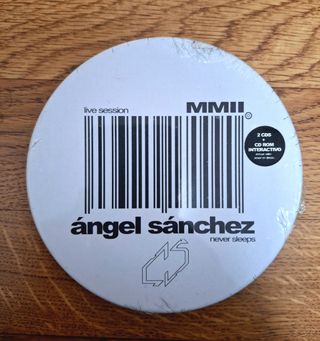 live session
MMII
2 CDS
+
CD ROM
INTERACTIVO
ángel sánchez
never sleeps